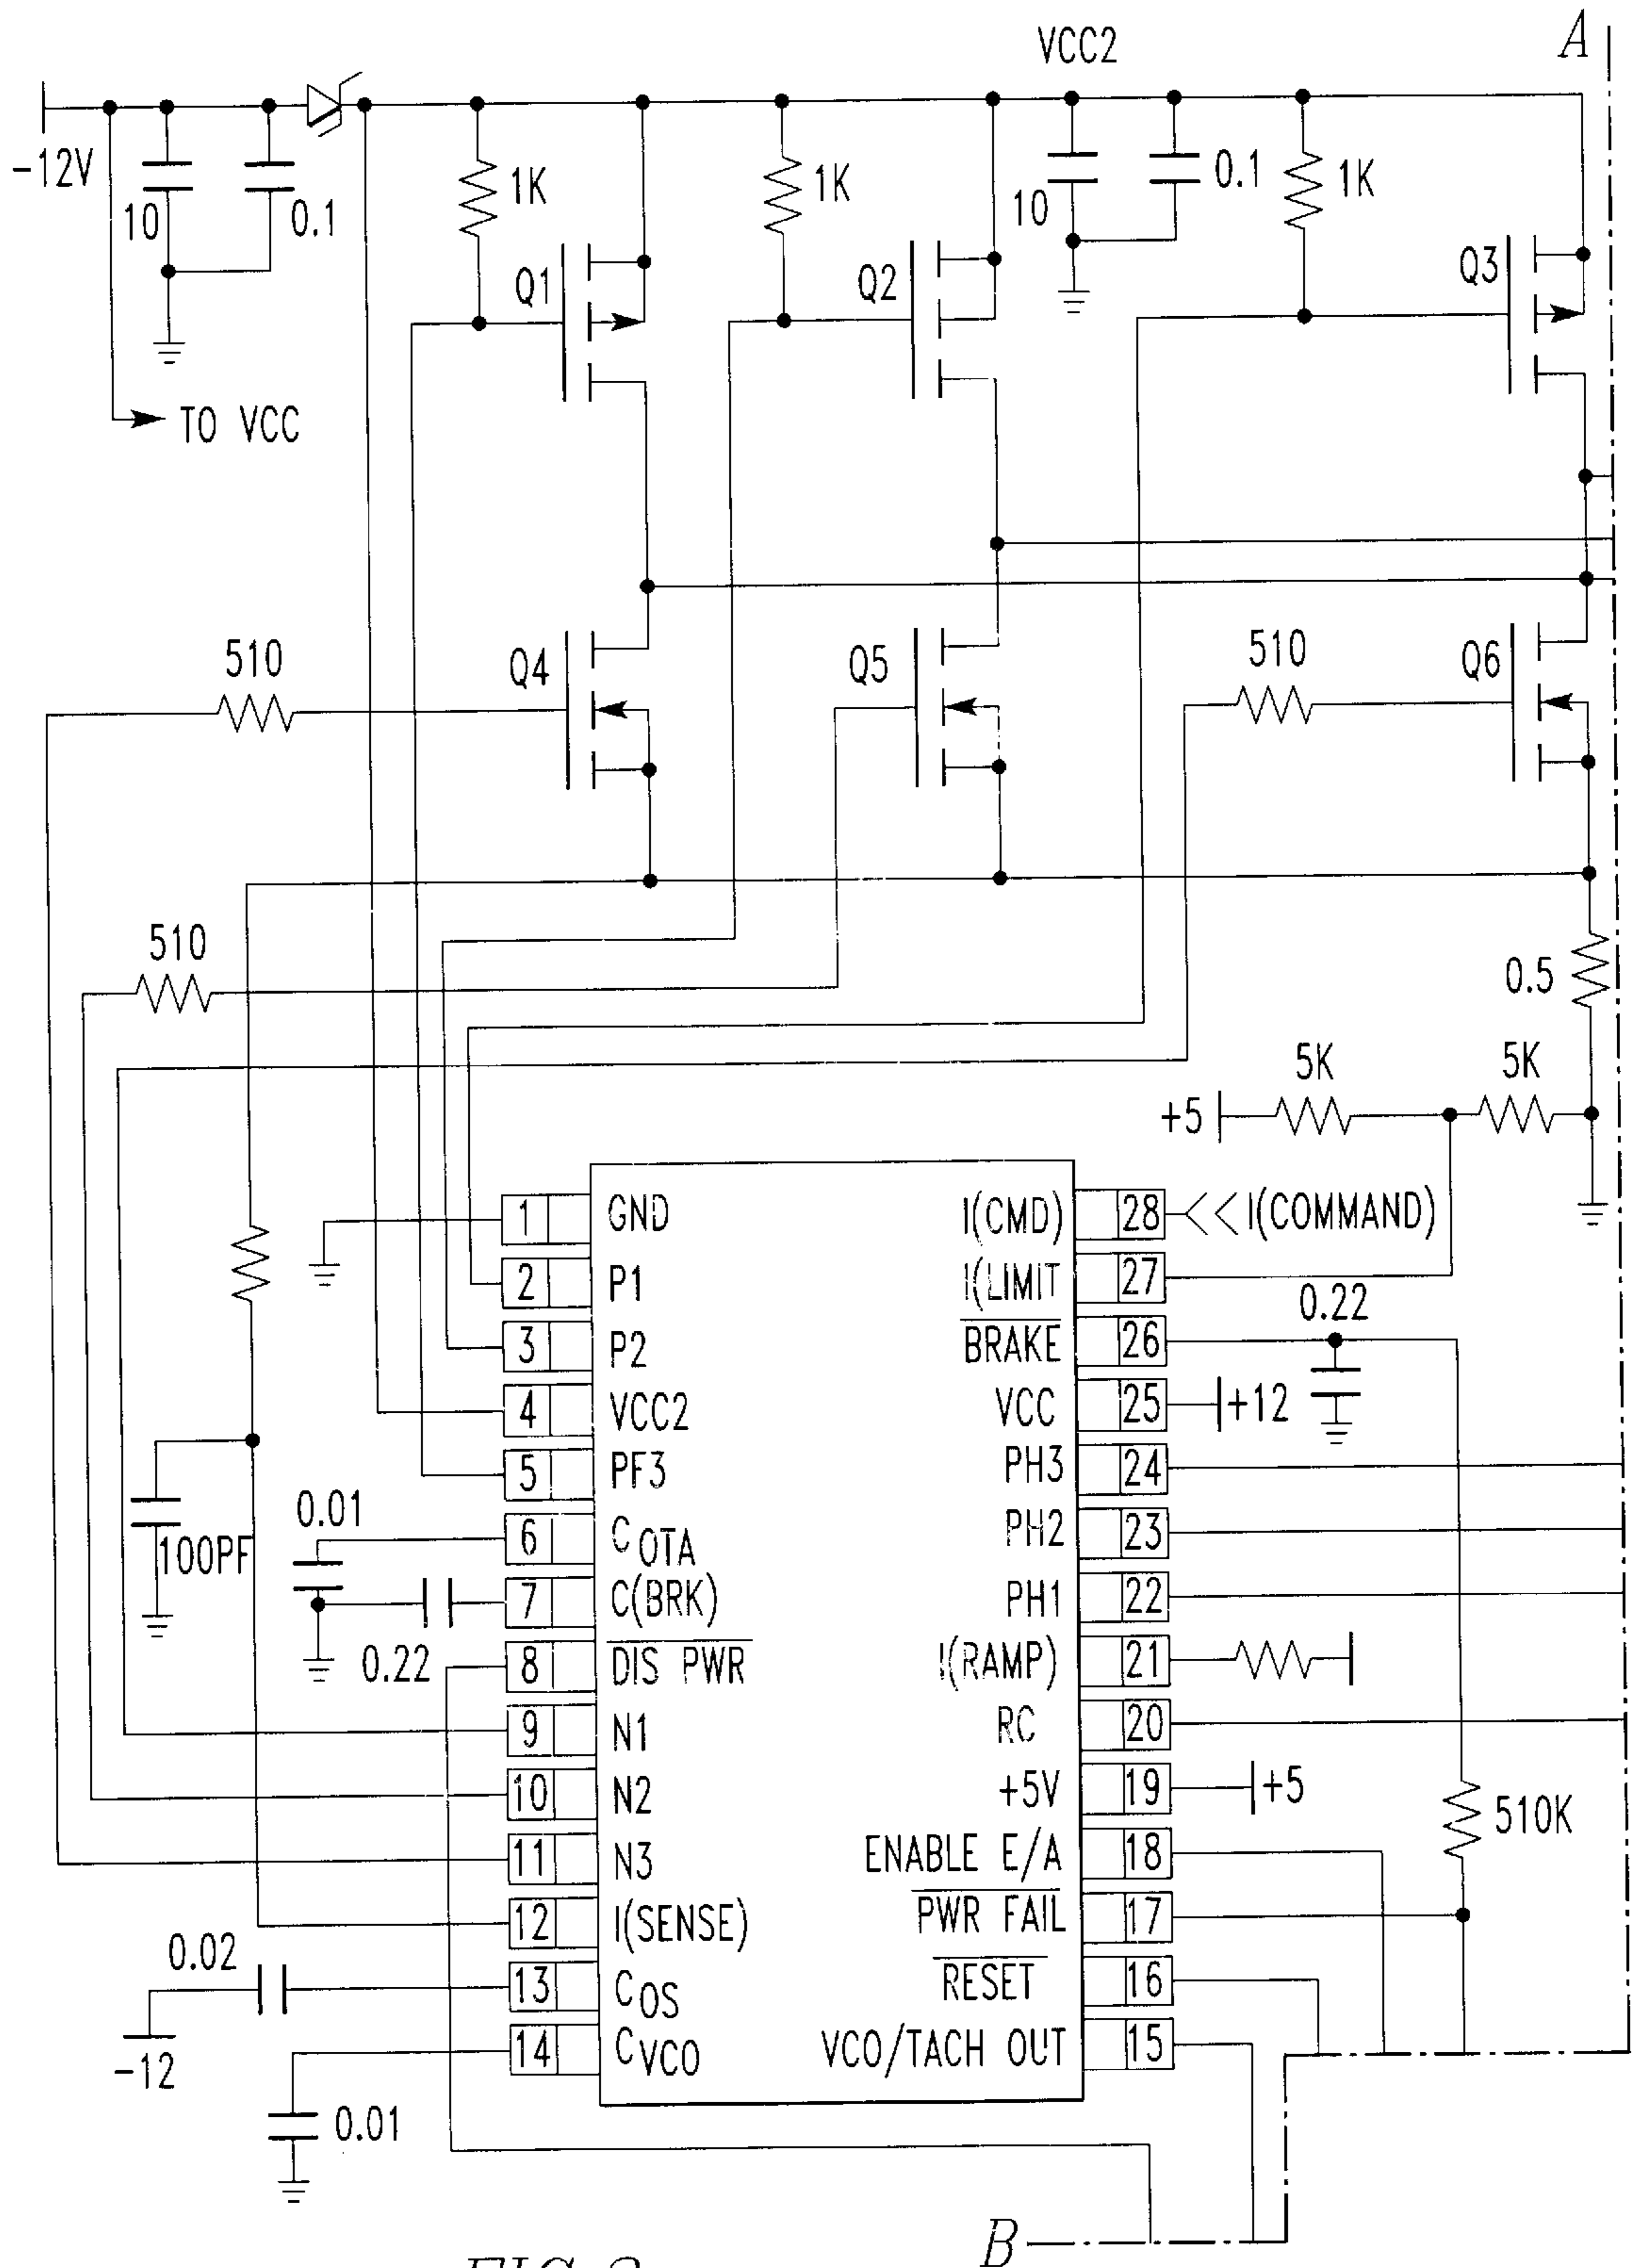 VCC2
A
-12V
10
0.1
1K
1K
10
0.1
1K
Q1
Q2
Q3
TO VCC
510
Q4
Q5
510
Q6
510
0.5
+5
5K
5K
1 GND
2 P1
3 P2
4 VCC2
5 PF3
6 COTA
7 C(BRK)
8 DIS PWR
9 N1
10 N2
11 N3
12 I(SENSE)
13 COS
14 CVCO
I(CMD) 28 <<I(COMMAND)
I(LIMIT 27
BRAKE 26
VCC 25 +12
PH3 24
PH2 23
PH1 22
I(RAMP) 21
RC 20
+5V 19 +5
ENABLE E/A 18
PWR FAIL 17
RESET 16
VCO/TACH OUT 15
0.22
510K
100PF
0.01
0.22
0.02
-12
0.01
B